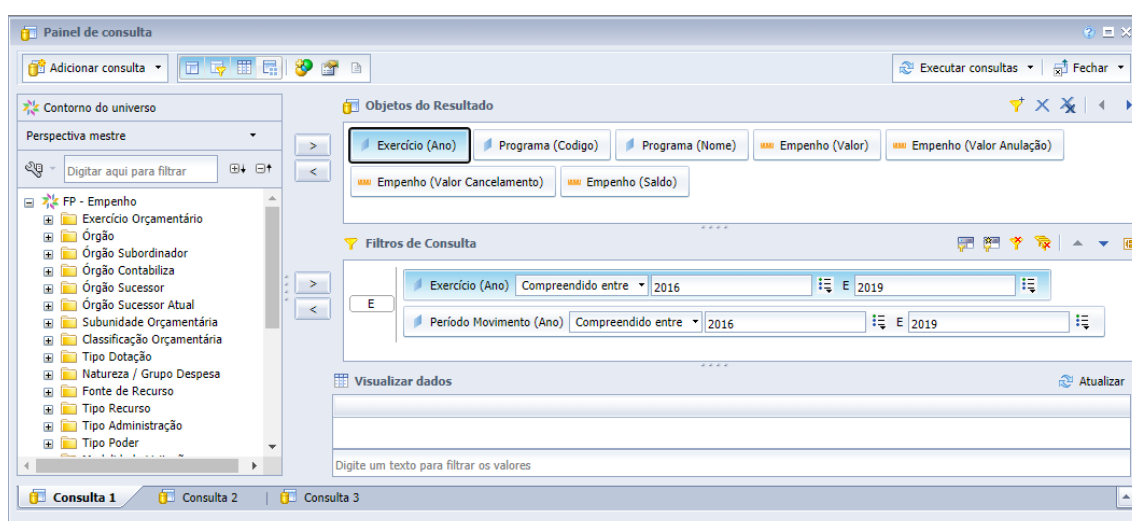 Painel de consulta
Adicionar consulta
Executar consultas
Fechar
Contorno do universo
Perspectiva mestre
Digitar aqui para filtrar
FP - Empenho
Exercício Orçamentário
Órgão
Órgão Subordinador
Órgão Contabiliza
Órgão Sucessor
Órgão Sucessor Atual
Subunidade Orçamentária
Classificação Orçamentária
Tipo Dotação
Natureza / Grupo Despesa
Fonte de Recurso
Tipo Recurso
Tipo Administração
Tipo Poder
>
<
>
<
Objetos do Resultado
Exercício (Ano) Programa (Codigo) Programa (Nome) Empenho (Valor) Empenho (Valor Anulação)
Empenho (Valor Cancelamento) Empenho (Saldo)
Filtros de Consulta
E
Exercício (Ano) Compreendido entre 2016 E 2019
Período Movimento (Ano) Compreendido entre 2016 E 2019
Visualizar dados
Atualizar
Digite um texto para filtrar os valores
Consulta 1 Consulta 2 Consulta 3